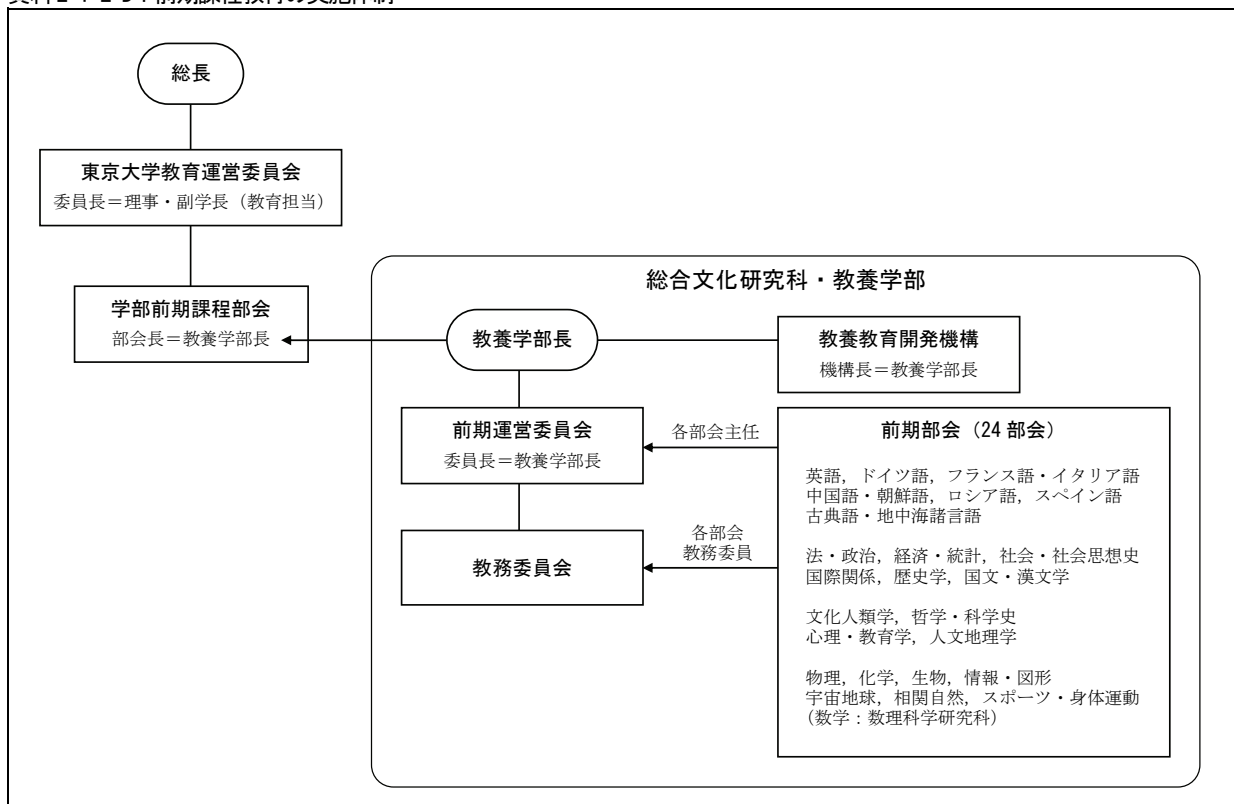 総長
東京大学教育運営委員会
委員長＝理事・副学長（教育担当）
学部前期課程部会
部会長＝教養学部長
総合文化研究科・教養学部
教養学部長
教養教育開発機構
機構長＝教養学部長
前期運営委員会
委員長＝教養学部長
各部会主任
教務委員会
各部会
教務委員
前期部会（24 部会）
英語，ドイツ語，フランス語・イタリア語
中国語・朝鮮語，ロシア語，スペイン語
古典語・地中海諸言語
法・政治，経済・統計，社会・社会思想史
国際関係，歴史学，国文・漢文学
文化人類学，哲学・科学史
心理・教育学，人文地理学
物理，化学，生物，情報・図形
宇宙地球，相関自然，スポーツ・身体運動
（数学：数理科学研究科）